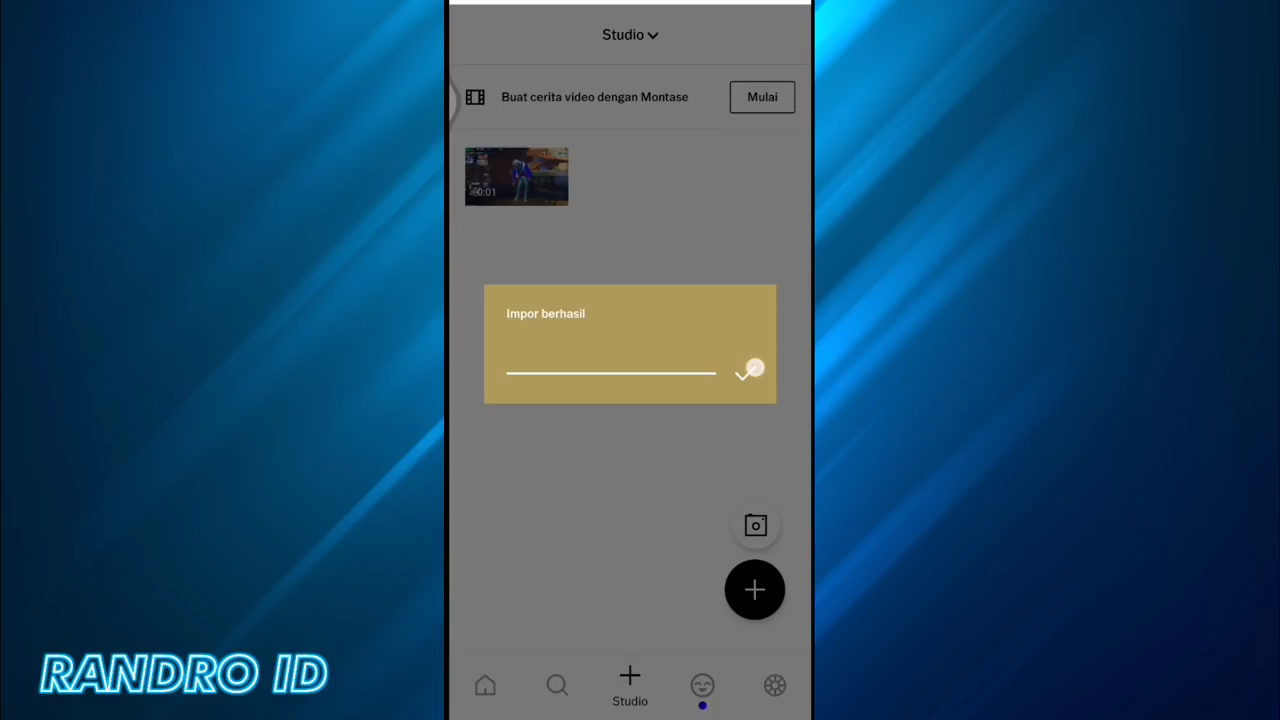 Studio
Buat cerita video dengan Montase
Mulai
0:01
Impor berhasil
Studio
RANDRO ID